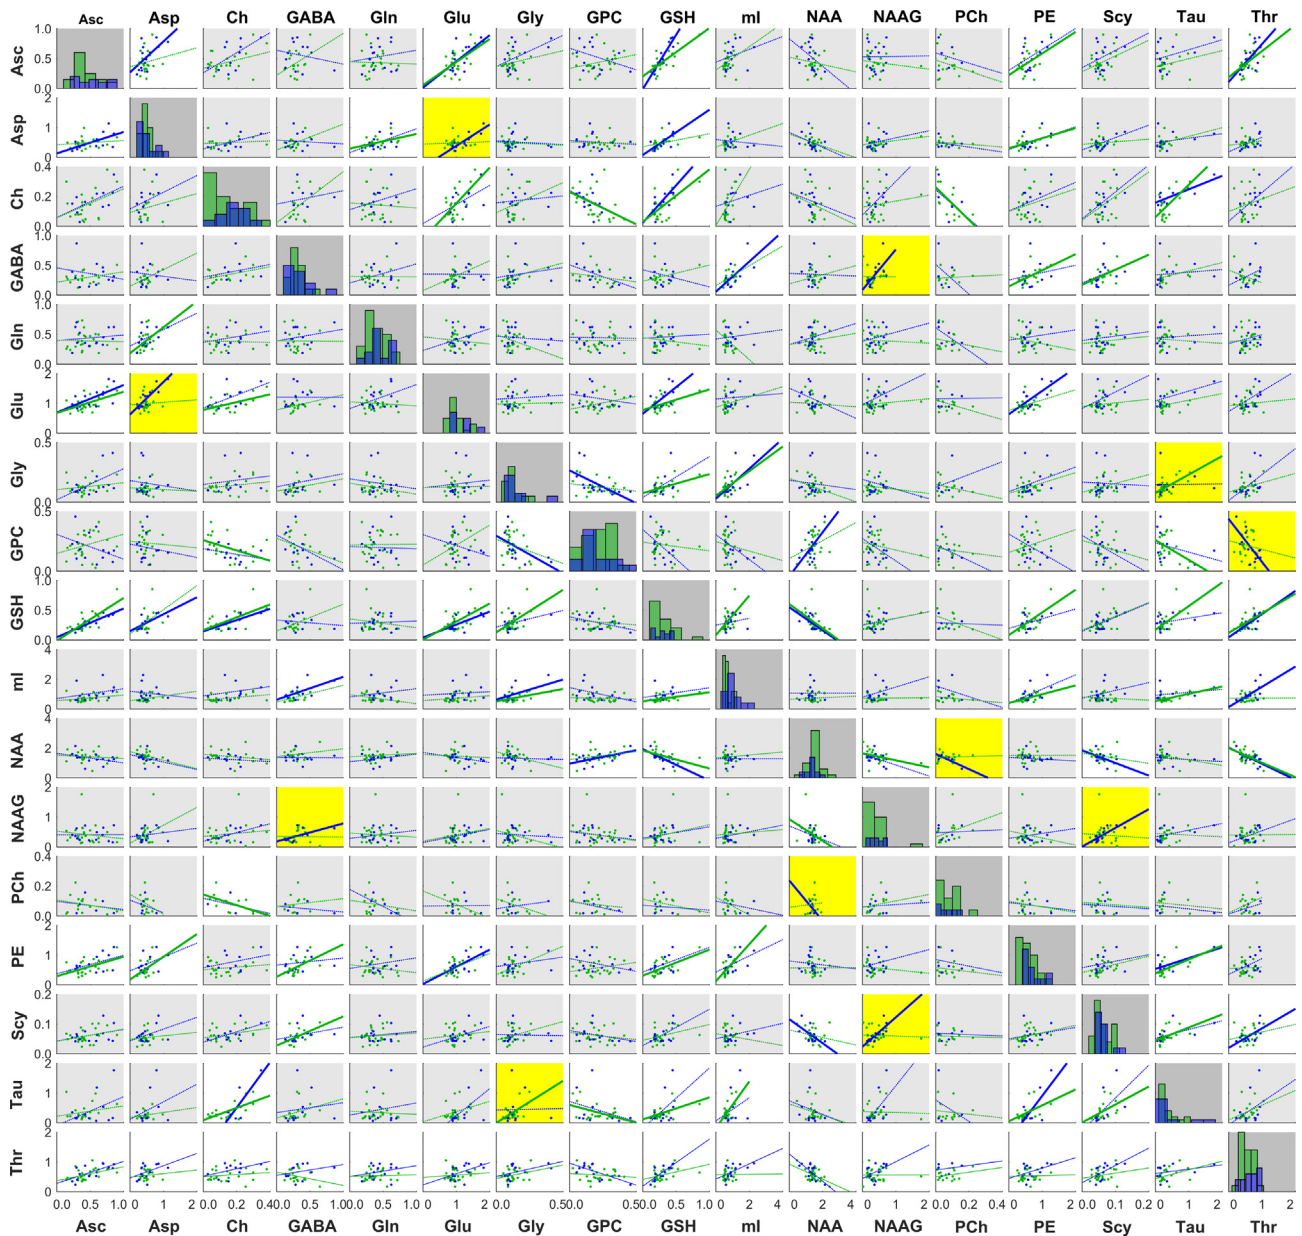 Asc Asp Ch GABA Gln Glu Gly GPC GSH mI NAA NAAG PCh PE Scy Tau Thr
Asc 1.0 0.5 0.0
Asp 2 1 0
Ch 0.4 0.2 0.0
GABA 1.0 0.5 0.0
Gln 1.0 0.5 0.0
Glu 2 1 0
Gly 0.5 0.0
GPC 0.5 0.0
GSH 1.0 0.5 0.0
mI 4 2 0
NAA 4 2 0
NAAG 2 1 0
PCh 0.4 0.2 0.0
PE 2 1 0
Scy 0.2 0.1 0.0
Tau 2 1 0
Thr 2 1 0
0.0 0.5 1.0 0 1 2 0.0 0.2 0.4 0.0 0.5 1.0 0.0 0.5 1.0 0 1 2 0.0 0.5 0.0 0.5 0.0 0.5 1.0 0 2 4 0 2 4 0 1 2 0.0 0.2 0.4 0 1 2 0.0 0.1 0.2 0 1 2 0 1 2
Asc Asp Ch GABA Gln Glu Gly GPC GSH mI NAA NAAG PCh PE Scy Tau Thr